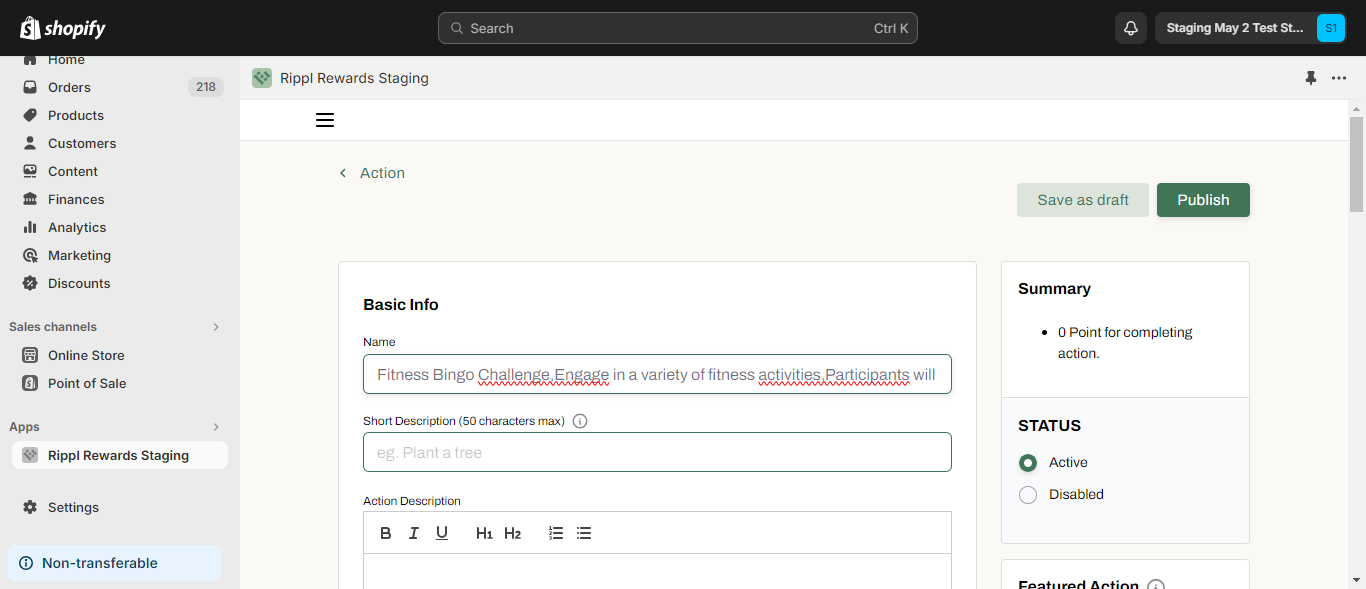 shopify
Search
Ctrl K
Staging May 2 Test St...
S1
Home
Orders
218
Products
Customers
Content
Finances
Analytics
Marketing
Discounts
Sales channels
Online Store
Point of Sale
Apps
Rippl Rewards Staging
Settings
Non-transferable
Rippl Rewards Staging
Action
Save as draft
Publish
Basic Info
Name
Fitness Bingo Challenge,Engage in a variety of fitness activities,Participants will
Short Description (50 characters max)
eg. Plant a tree
Action Description
B I U H1 H2
Summary
0 Point for completing
action.
STATUS
Active
Disabled
Featured Action